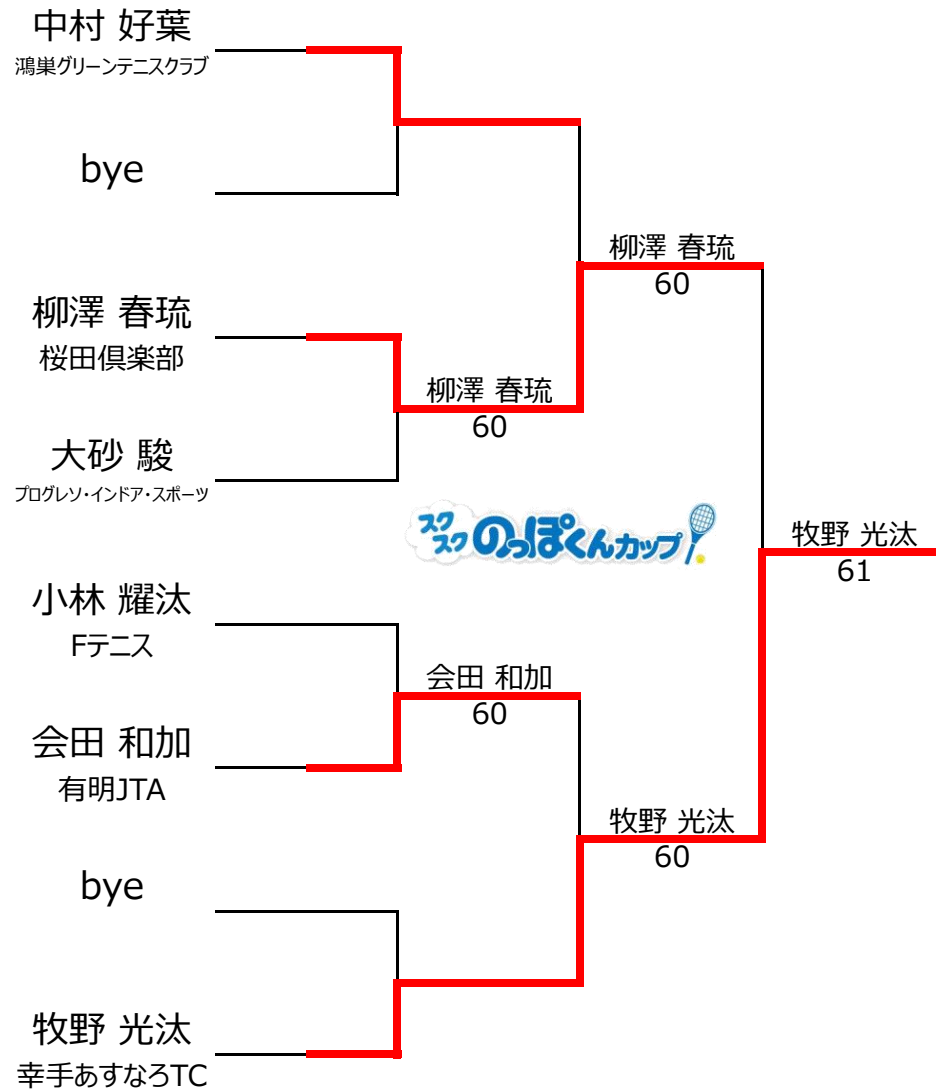 中村 好葉
鴻巣グリーンテニスクラブ
bye
柳澤 春琉
60
柳澤 春琉
桜田倶楽部
柳澤 春琉
60
大砂 駿
プログレソ・インドア・スポーツ
スクスク のっぽくんカップ
牧野 光汰
61
小林 耀汰
Fテニス
会田 和加
60
会田 和加
有明JTA
牧野 光汰
60
bye
牧野 光汰
幸手あすなろTC